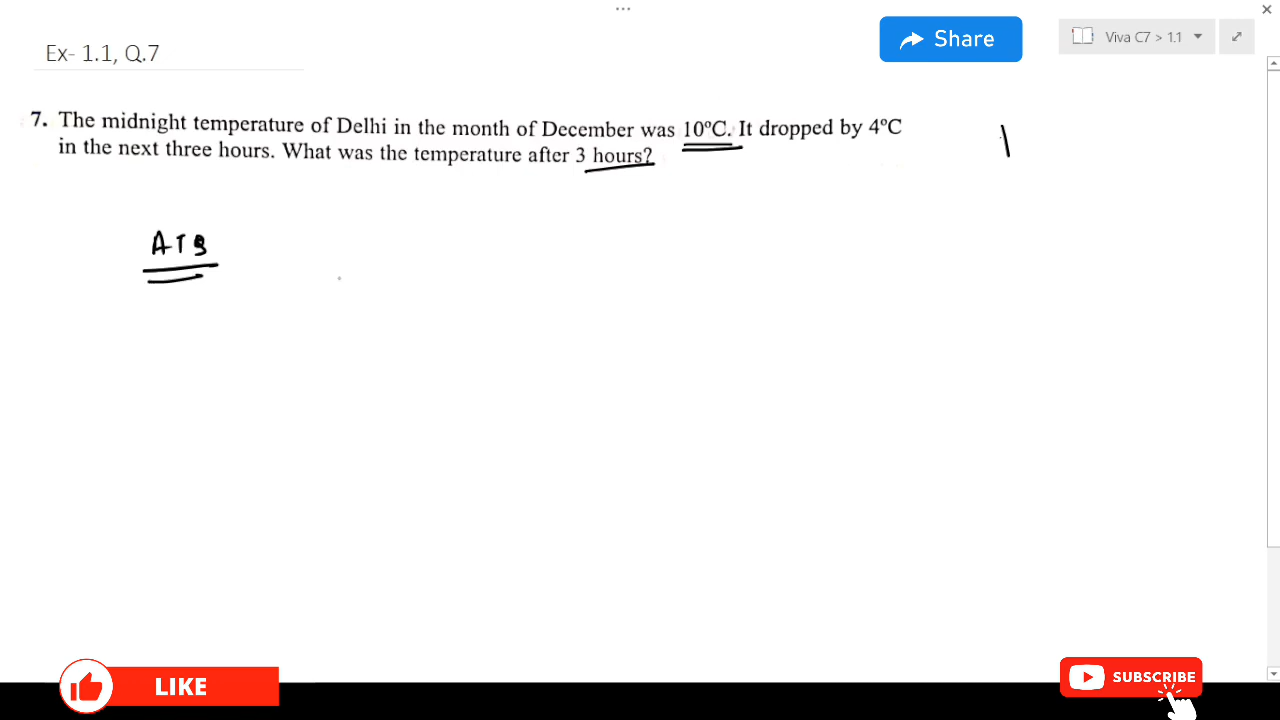 ...
Ex- 1.1, Q.7
Share
Viva C7 > 1.1
7. The midnight temperature of Delhi in the month of December was 10°C. It dropped by 4°C
in the next three hours. What was the temperature after 3 hours?
ATB
LIKE
SUBSCRIBE